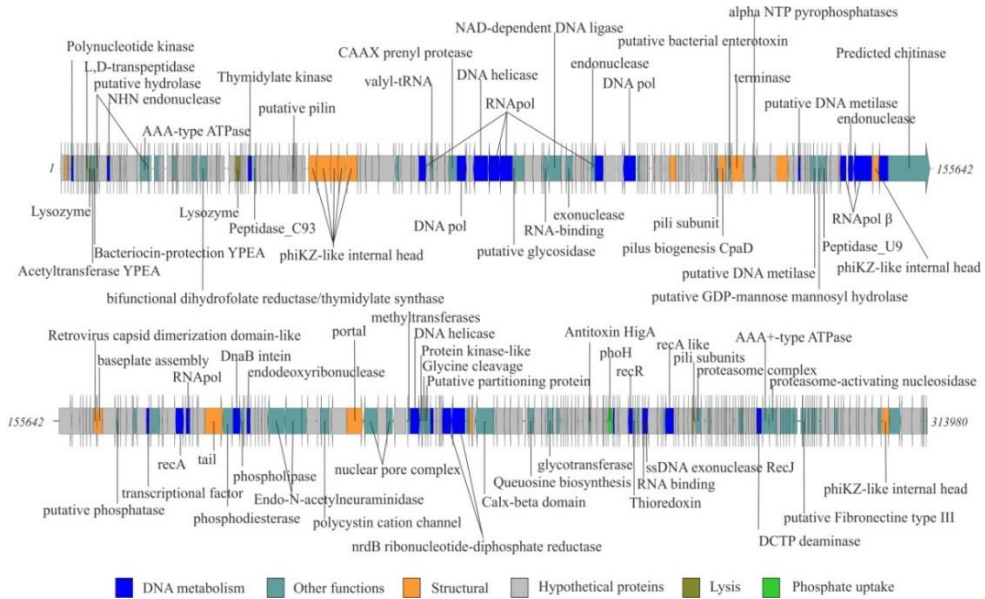 alpha NTP pyrophosphatases
NAD-dependent DNA ligase
Polynucleotide kinase
CAAX prenyl protease
putative bacterial enterotoxin
Predicted chitinase
L,D-transpeptidase
Thymidylate kinase
valyl-tRNA
DNA helicase
endonuclease
terminase
putative hydrolase
NHN endonuclease
RNApol
DNA pol
putative DNA metilase
putative pilin
endonuclease
AAA-type ATPase
1
155642
Lysozyme
Lysozyme
Peptidase_C93
DNA pol
exonuclease
RNA-binding
pili subunit
RNApol β
Bacteriocin-protection YPEA
phiKZ-like internal head
putative glycosidase
pilus biogenesis CpaD
Peptidase_U9
Acetyltransferase YPEA
putative DNA metilase
phiKZ-like internal head
bifunctional dihydrofolate reductase/thymidylate synthase
putative GDP-mannose mannosyl hydrolase
methyltransferases
Retrovirus capsid dimerization domain-like
portal
DNA helicase
Antitoxin HigA
recA like
AAA+-type ATPase
baseplate assembly
DnaB intein
Protein kinase-like
phoH
pili subunits
RNApol
endodeoxyribonuclease
Glycine cleavage
recR
proteasome complex
Putative partitioning protein
proteasome-activating nucleosidase
155642
313980
recA
tail
phospholipase
nuclear pore complex
glycotransferase
ssDNA exonuclease RecJ
transcriptional factor
Endo-N-acetylneuraminidase
Queuosine biosynthesis
RNA binding
phiKZ-like internal head
putative phosphatase
phosphodiesterase
polycystin cation channel
Calx-beta domain
Thioredoxin
putative Fibronectine type III
nrdB ribonucleotide-diphosphate reductase
DCTP deaminase
DNA metabolism
Other functions
Structural
Hypothetical proteins
Lysis
Phosphate uptake